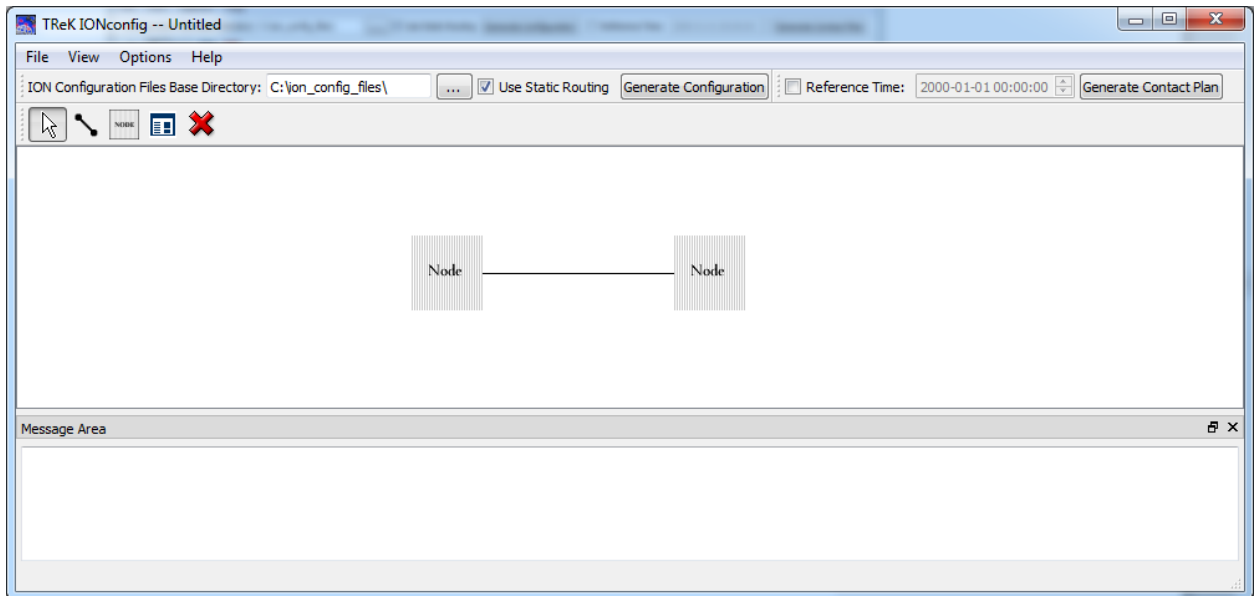 TReK IONconfig -- Untitled
File View Options Help
ION Configuration Files Base Directory: C:\ion_config_files\ ... Use Static Routing Generate Configuration Reference Time: 2000-01-01 00:00:00 Generate Contact Plan
NODE
Node Node
Message Area